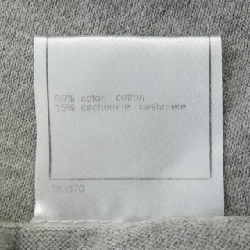 85% coton - cotton
15% cachemire - cashmere